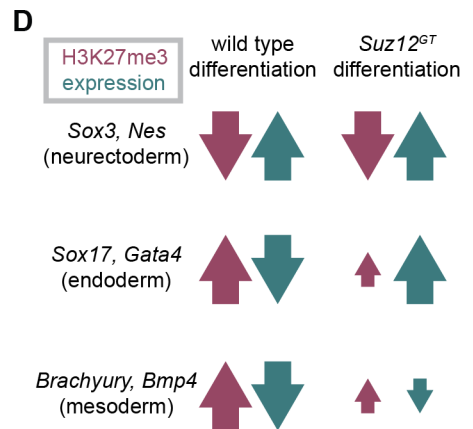 D
H3K27me3
expression
wild type
differentiation
Suz12GT
differentiation
Sox3, Nes
(neurectoderm)
Sox17, Gata4
(endoderm)
Brachyury, Bmp4
(mesoderm)